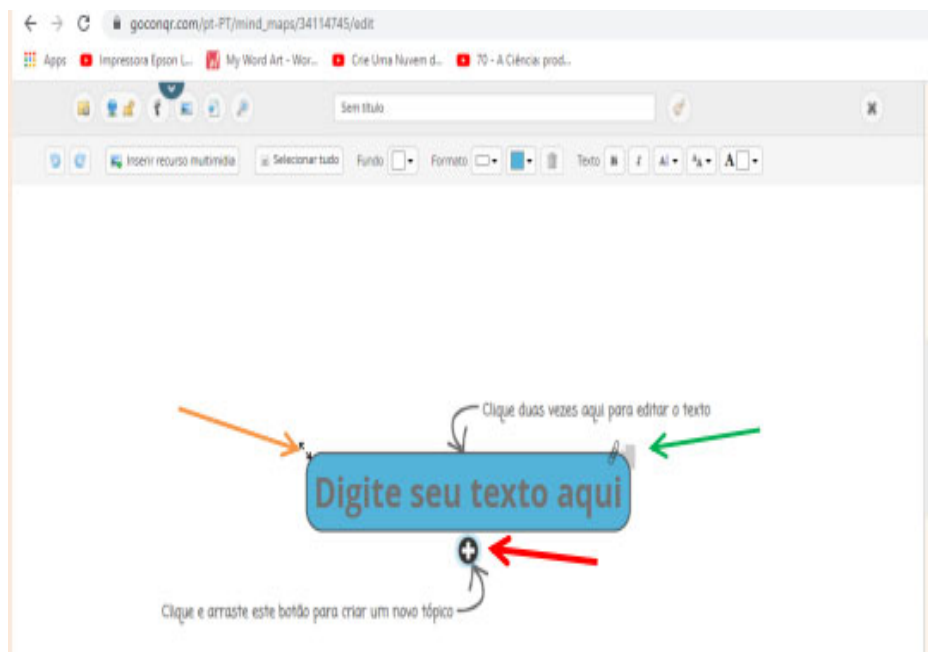 goconqr.com/pt-PT/mind_maps/34114745/edit
Apps Impressora Epson L... My Word Art - Wor... Crie Uma Nuvem d... 70 - A Ciência: prod...
Sem título
Inserir recurso multimídia Selecionar tudo Fundo Formato Texto N I AI A
Clique duas vezes aqui para editar o texto
Digite seu texto aqui
Clique e arraste este botão para criar um novo tópico